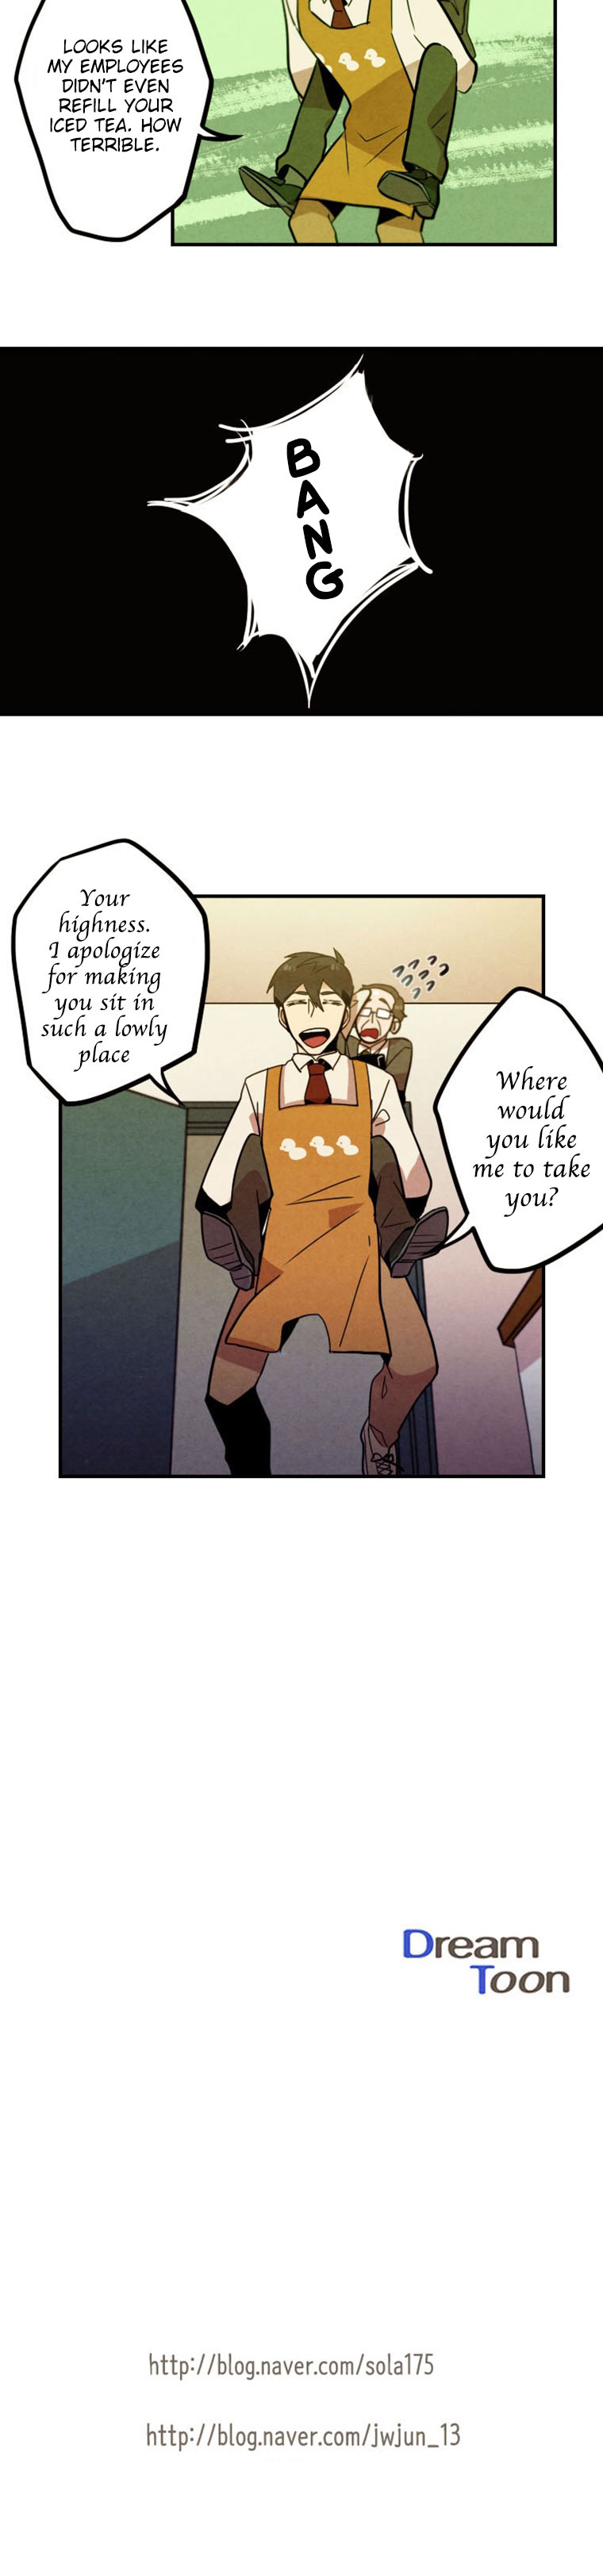 LOOKS LIKE
MY EMPLOYEES
DIDN'T EVEN
REFILL YOUR
ICED TEA. HOW
TERRIBLE.
BANG
Your
highness.
I apologize
for making
you sit in
such a lowly
place
Where
would
you like
me to take
you?
Dream
Toon
http://blog.naver.com/sola175
http://blog.naver.com/jwjun_13